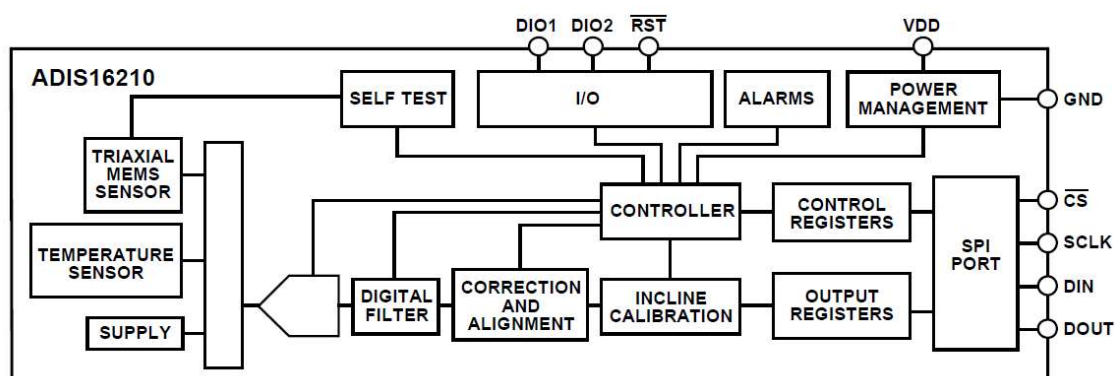 DIO1 DIO2 RST VDD
ADIS16210
SELF TEST
I/O
ALARMS
POWER
MANAGEMENT
GND
TRIAXIAL
MEMS
SENSOR
CONTROLLER
CONTROL
REGISTERS
SPI
PORT
CS
SCLK
DIN
DOUT
TEMPERATURE
SENSOR
DIGITAL
FILTER
CORRECTION
AND
ALIGNMENT
INCLINE
CALIBRATION
OUTPUT
REGISTERS
SUPPLY